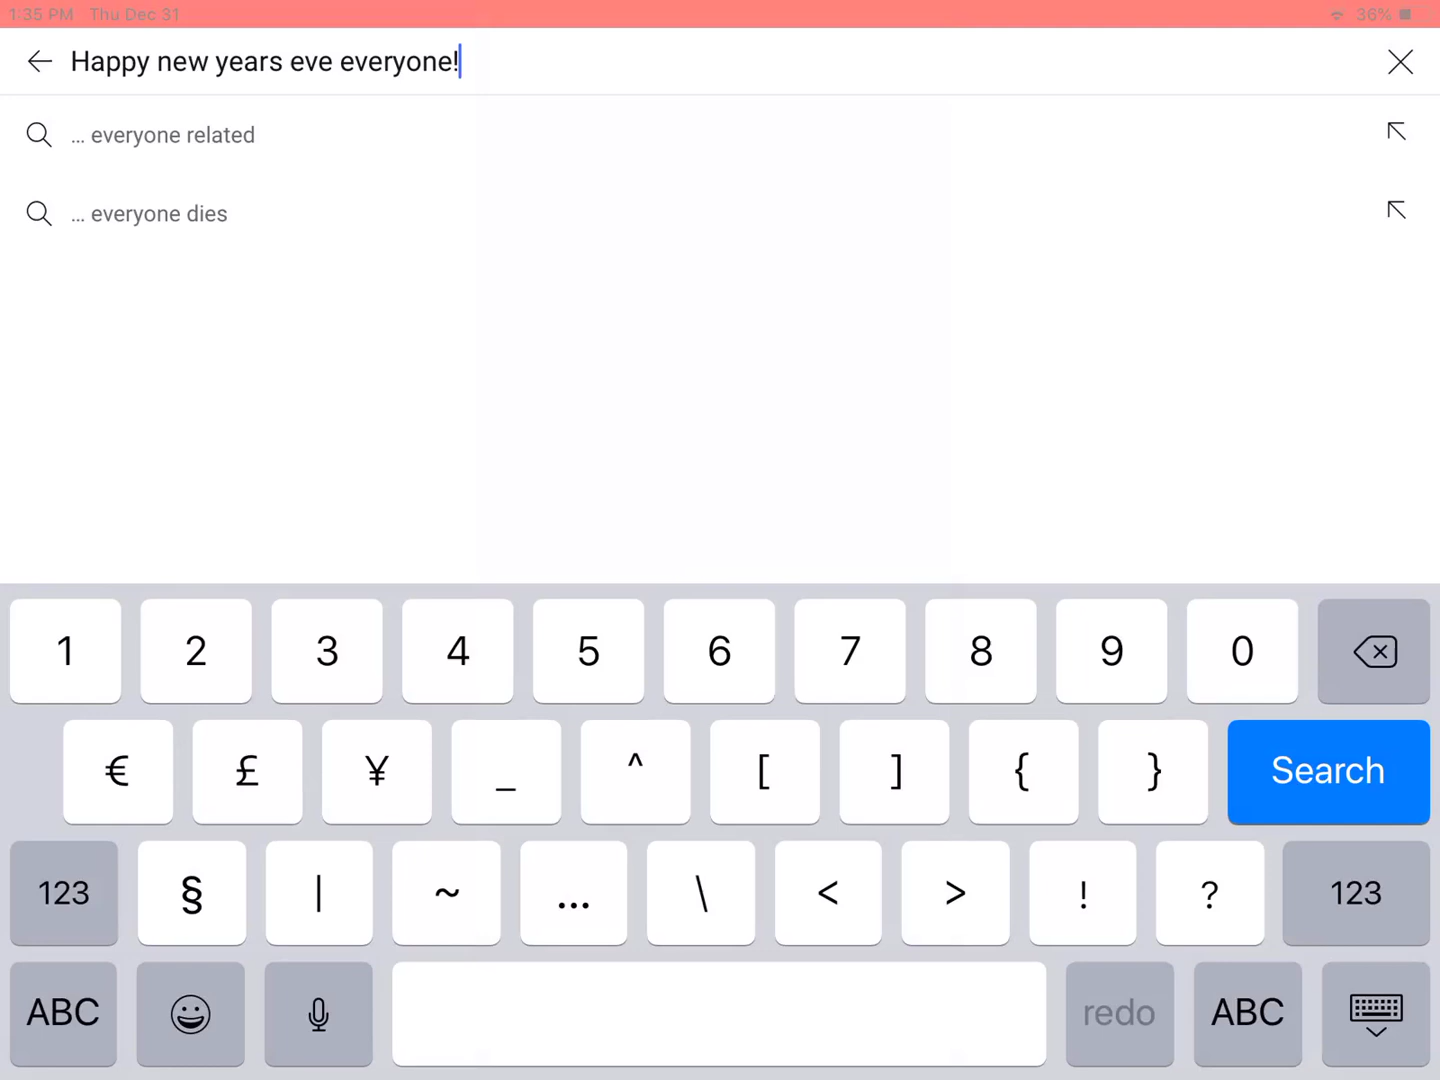 1:35 PM Thu Dec 31 36%
Happy new years eve everyone!
... everyone related
... everyone dies
1 2 3 4 5 6 7 8 9 0
€ £ ¥ _ ^ [ ] { } Search
123 § | ~ ... \ < > ! ? 123
ABC redo ABC